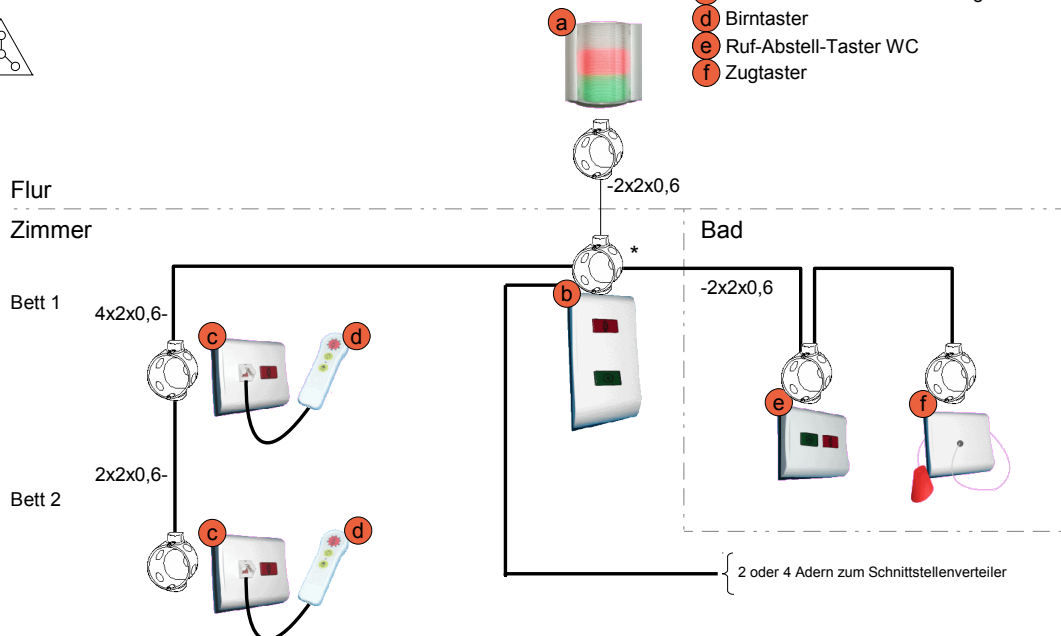 a
d Birntaster
e Ruf-Abstell-Taster WC
f Zugtaster
-2x2x0,6
Flur
Zimmer
Bad
*
b
-2x2x0,6
Bett 1
4x2x0,6-
c
d
e
f
2x2x0,6-
Bett 2
c
d
2 oder 4 Adern zum Schnittstellenverteiler